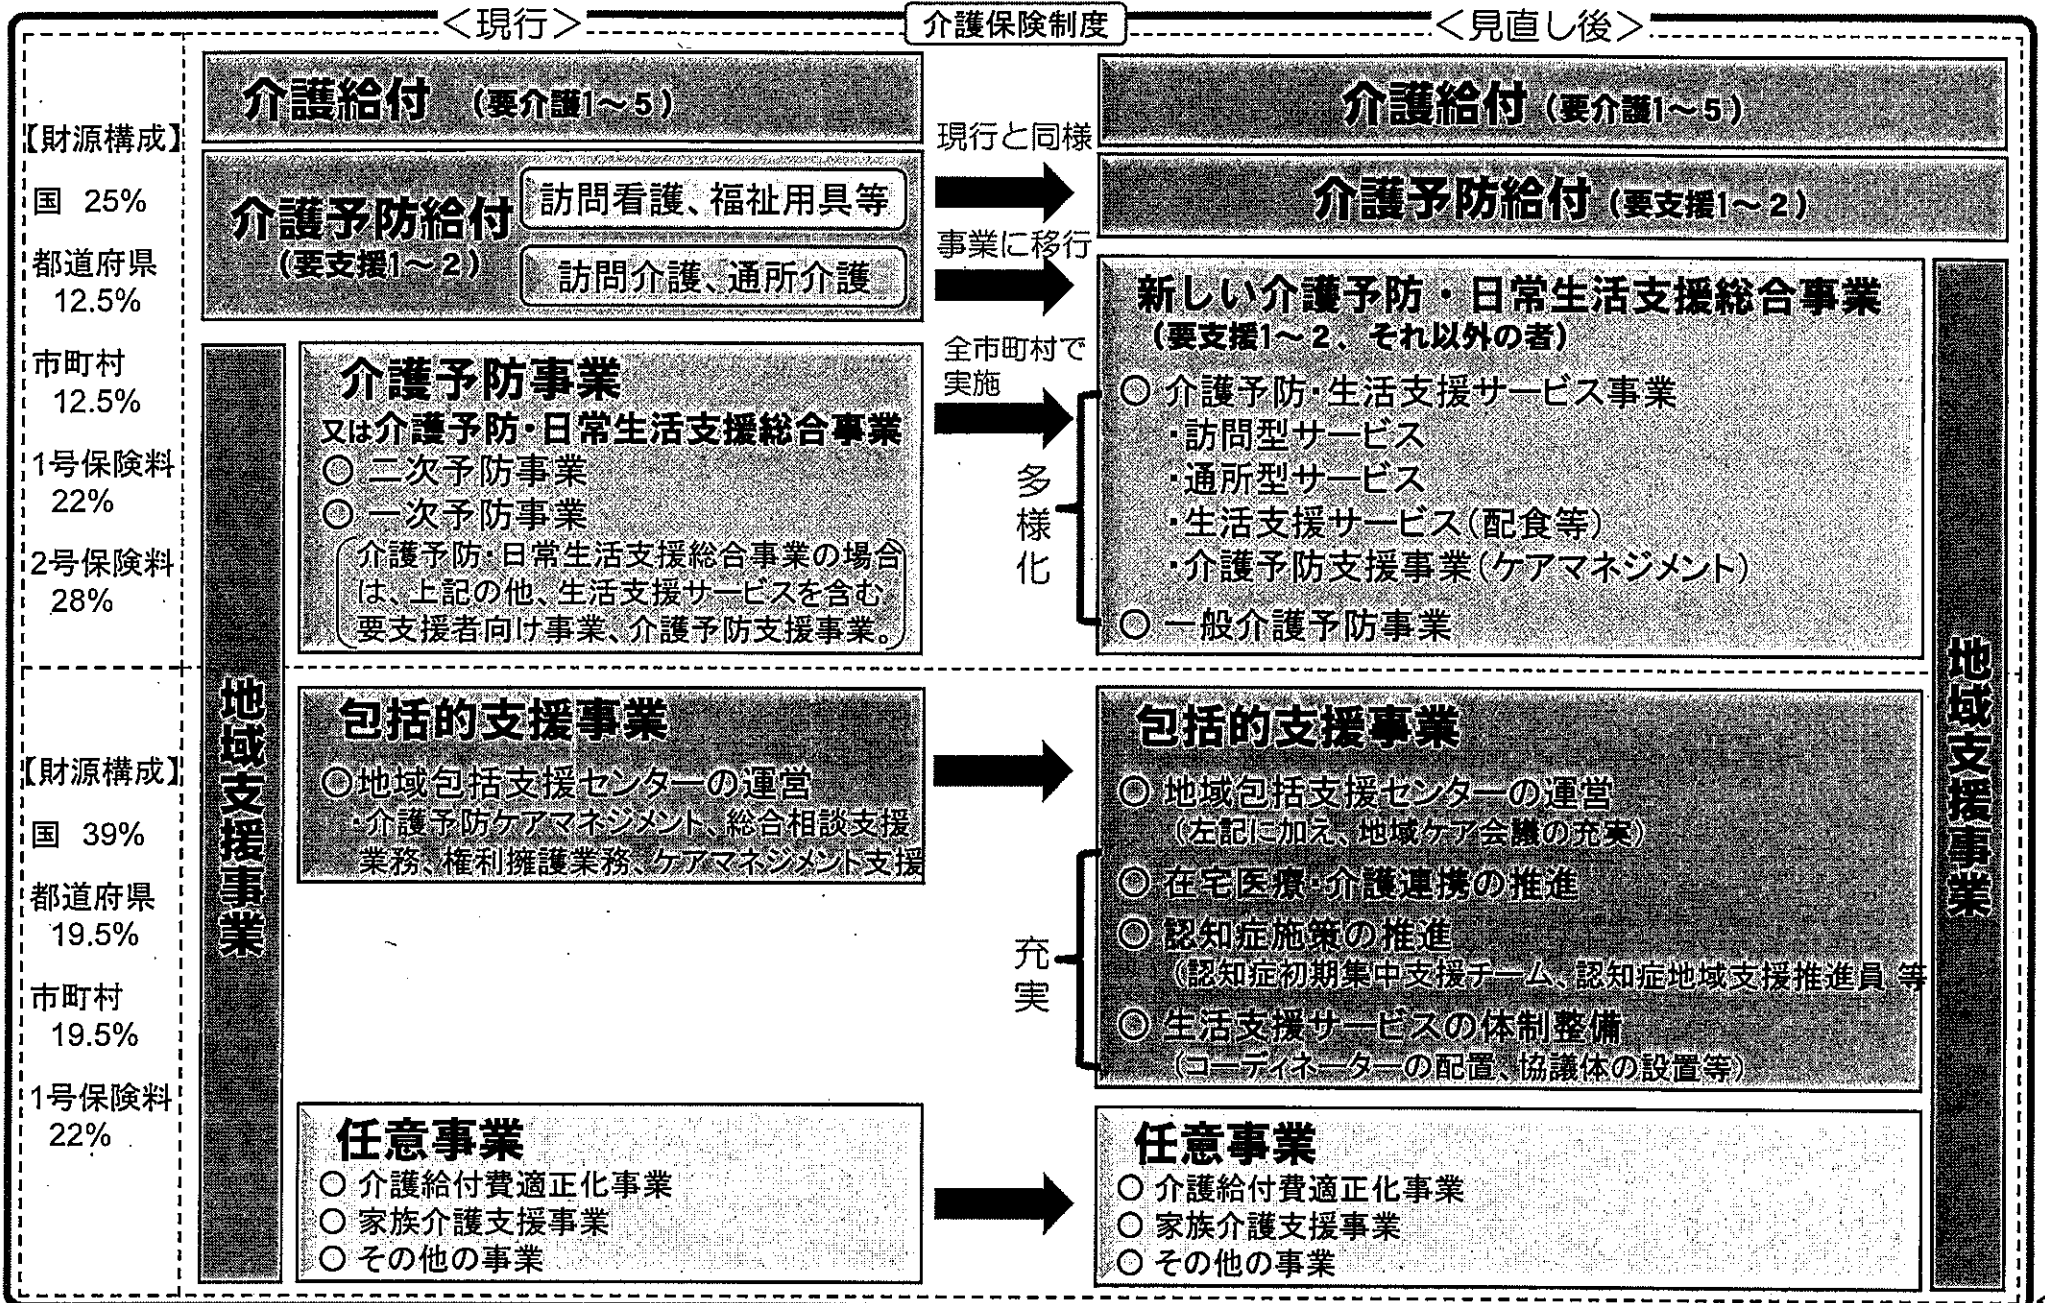 ＜現行＞
介護保険制度
＜見直し後＞
【財源構成】
国 25%
都道府県
12.5%
市町村
12.5%
1号保険料
22%
2号保険料
28%
【財源構成】
国 39%
都道府県
19.5%
市町村
19.5%
1号保険料
22%
介護給付 （要介護1～5）
介護予防給付
（要支援1～2）
訪問看護、福祉用具等
訪問介護、通所介護
地域支援事業
介護予防事業
又は介護予防・日常生活支援総合事業
○ 二次予防事業
○ 一次予防事業
介護予防・日常生活支援総合事業の場合
は、上記の他、生活支援サービスを含む
要支援者向け事業、介護予防支援事業。
包括的支援事業
○地域包括支援センターの運営
・介護予防ケアマネジメント、総合相談支援
業務、権利擁護業務、ケアマネジメント支援
任意事業
○ 介護給付費適正化事業
○ 家族介護支援事業
○ その他の事業
現行と同様
事業に移行
全市町村で
実施
多様化
充実
介護給付（要介護1～5）
介護予防給付（要支援1～2）
新しい介護予防・日常生活支援総合事業
（要支援1～2、それ以外の者）
○ 介護予防・生活支援サービス事業
・訪問型サービス
・通所型サービス
・生活支援サービス（配食等）
・介護予防支援事業（ケアマネジメント）
○ 一般介護予防事業
包括的支援事業
○ 地域包括支援センターの運営
（左記に加え、地域ケア会議の充実）
○ 在宅医療・介護連携の推進
○ 認知症施策の推進
（認知症初期集中支援チーム、認知症地域支援推進員 等
○ 生活支援サービスの体制整備
（コーディネーターの配置、協議体の設置等）
任意事業
○ 介護給付費適正化事業
○ 家族介護支援事業
○ その他の事業
地域支援事業